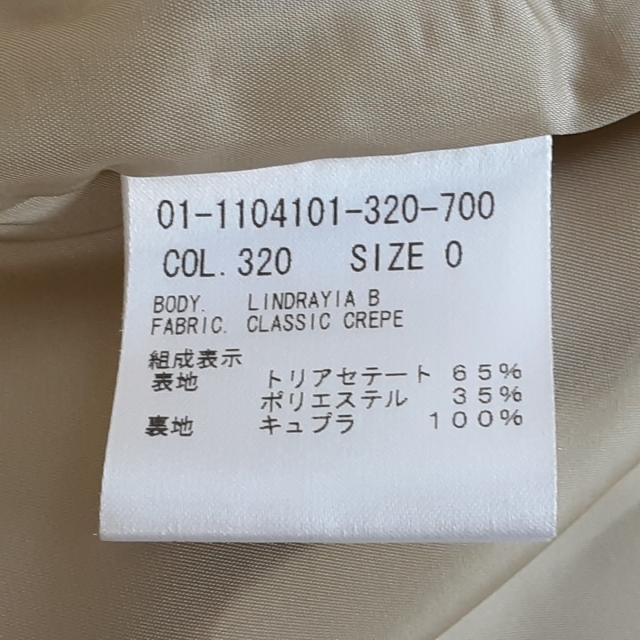 01-1104101-320-700
COL. 320 SIZE 0
BODY. LINDRAYIA B
FABRIC. CLASSIC CREPE
組成表示
表地 トリアセテート 65%
ポリエステル 35%
裏地 キュプラ 100%